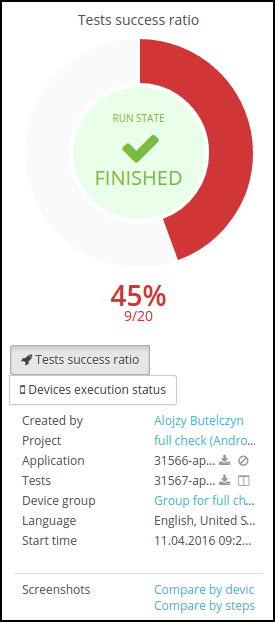 Tests success ratio
RUN STATE
FINISHED
45%
9/20
Tests success ratio
Devices execution status
Created by Alojzy Butelczyn
Project full check (Andro...
Application 31566-ap...
Tests 31567-ap...
Device group Group for full ch...
Language English, United S...
Start time 11.04.2016 09:2...
Screenshots Compare by devic
Compare by steps